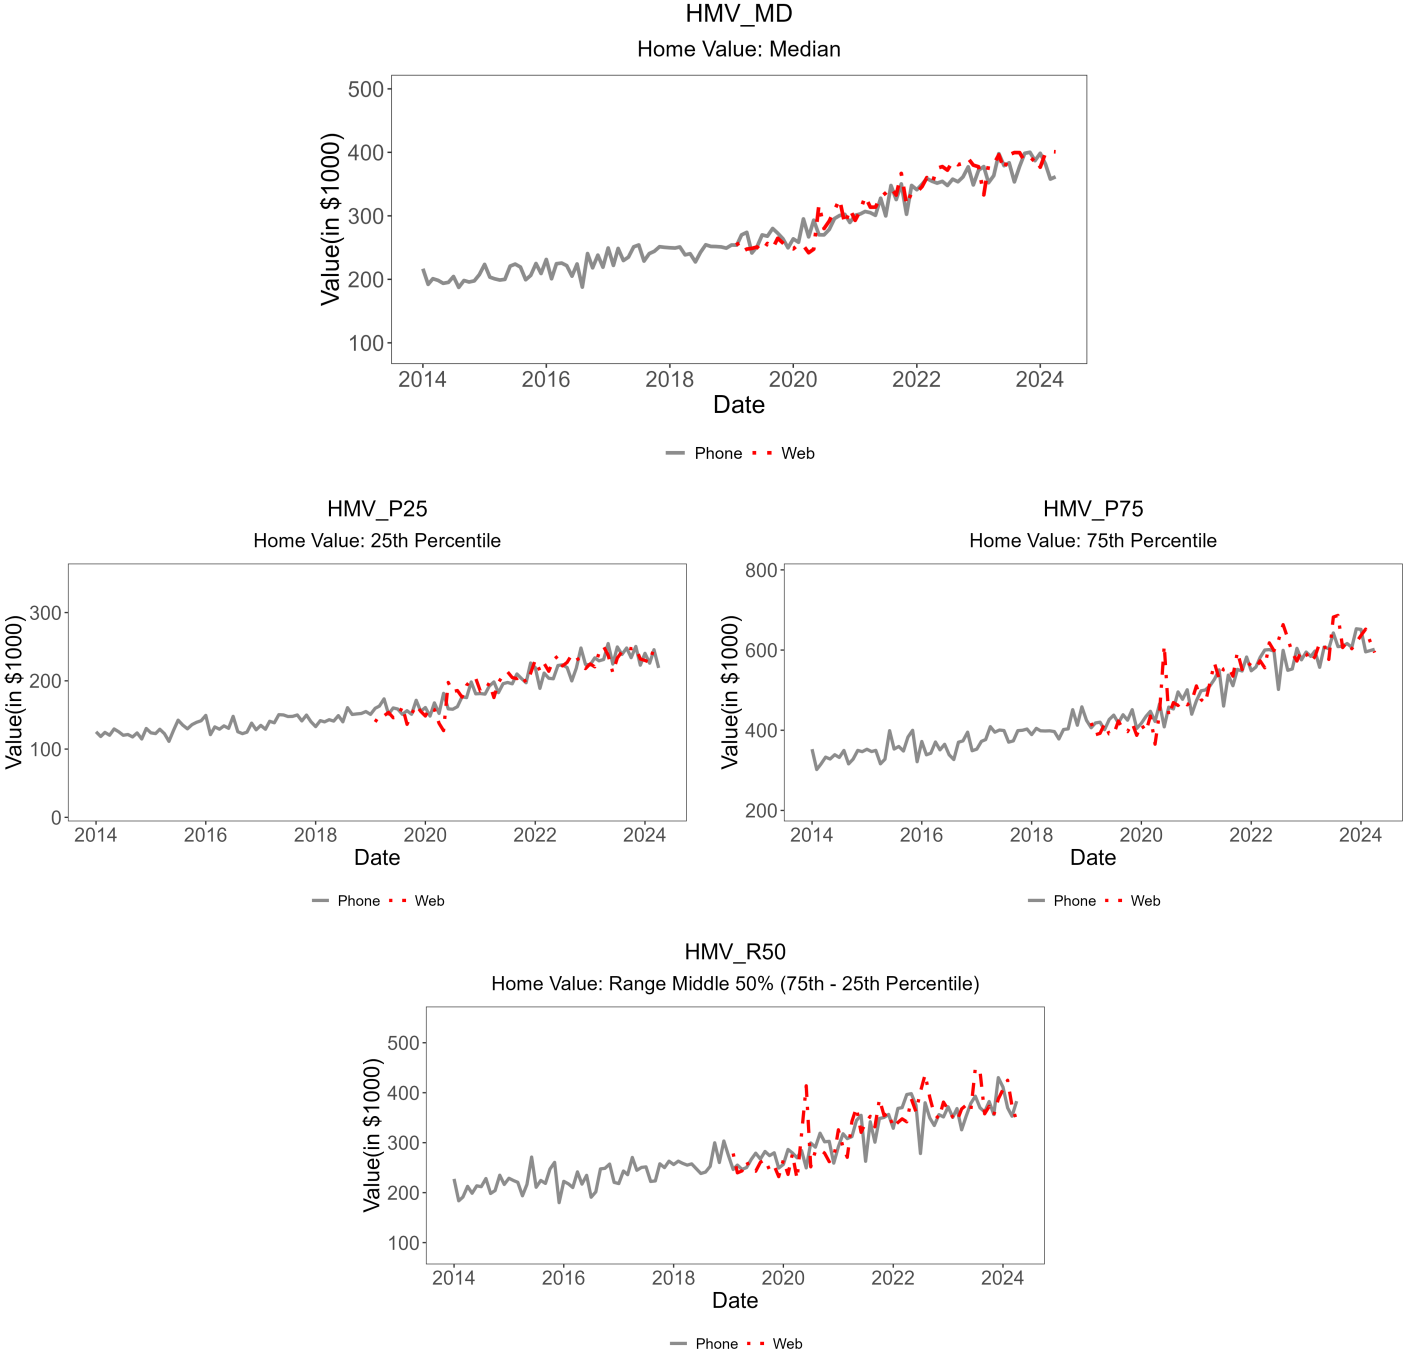 HMV_MD
Home Value: Median
Value(in $1000)
500
400
300
200
100
2014 2016 2018 2020 2022 2024
Date
Phone Web
HMV_P25
Home Value: 25th Percentile
Value(in $1000)
300
200
100
0
2014 2016 2018 2020 2022 2024
Date
Phone Web
HMV_P75
Home Value: 75th Percentile
Value(in $1000)
800
600
400
200
2014 2016 2018 2020 2022 2024
Date
Phone Web
HMV_R50
Home Value: Range Middle 50% (75th - 25th Percentile)
Value(in $1000)
500
400
300
200
100
2014 2016 2018 2020 2022 2024
Date
Phone Web